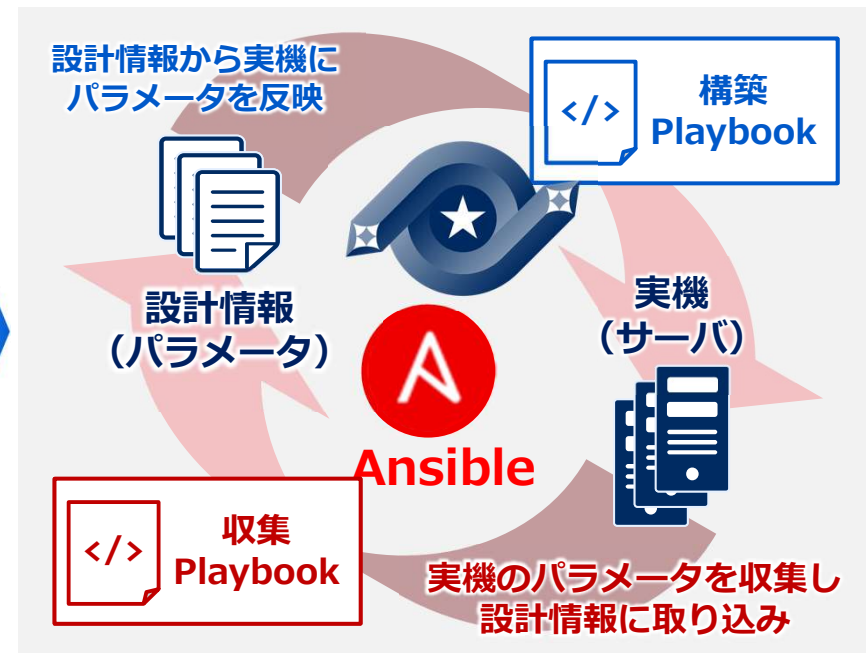 設計情報から実機に
パラメータを反映
</>
構築
Playbook
設計情報
（パラメータ）
実機
（サーバ）
Ansible
</>
収集
Playbook
実機のパラメータを収集し
設計情報に取り込み